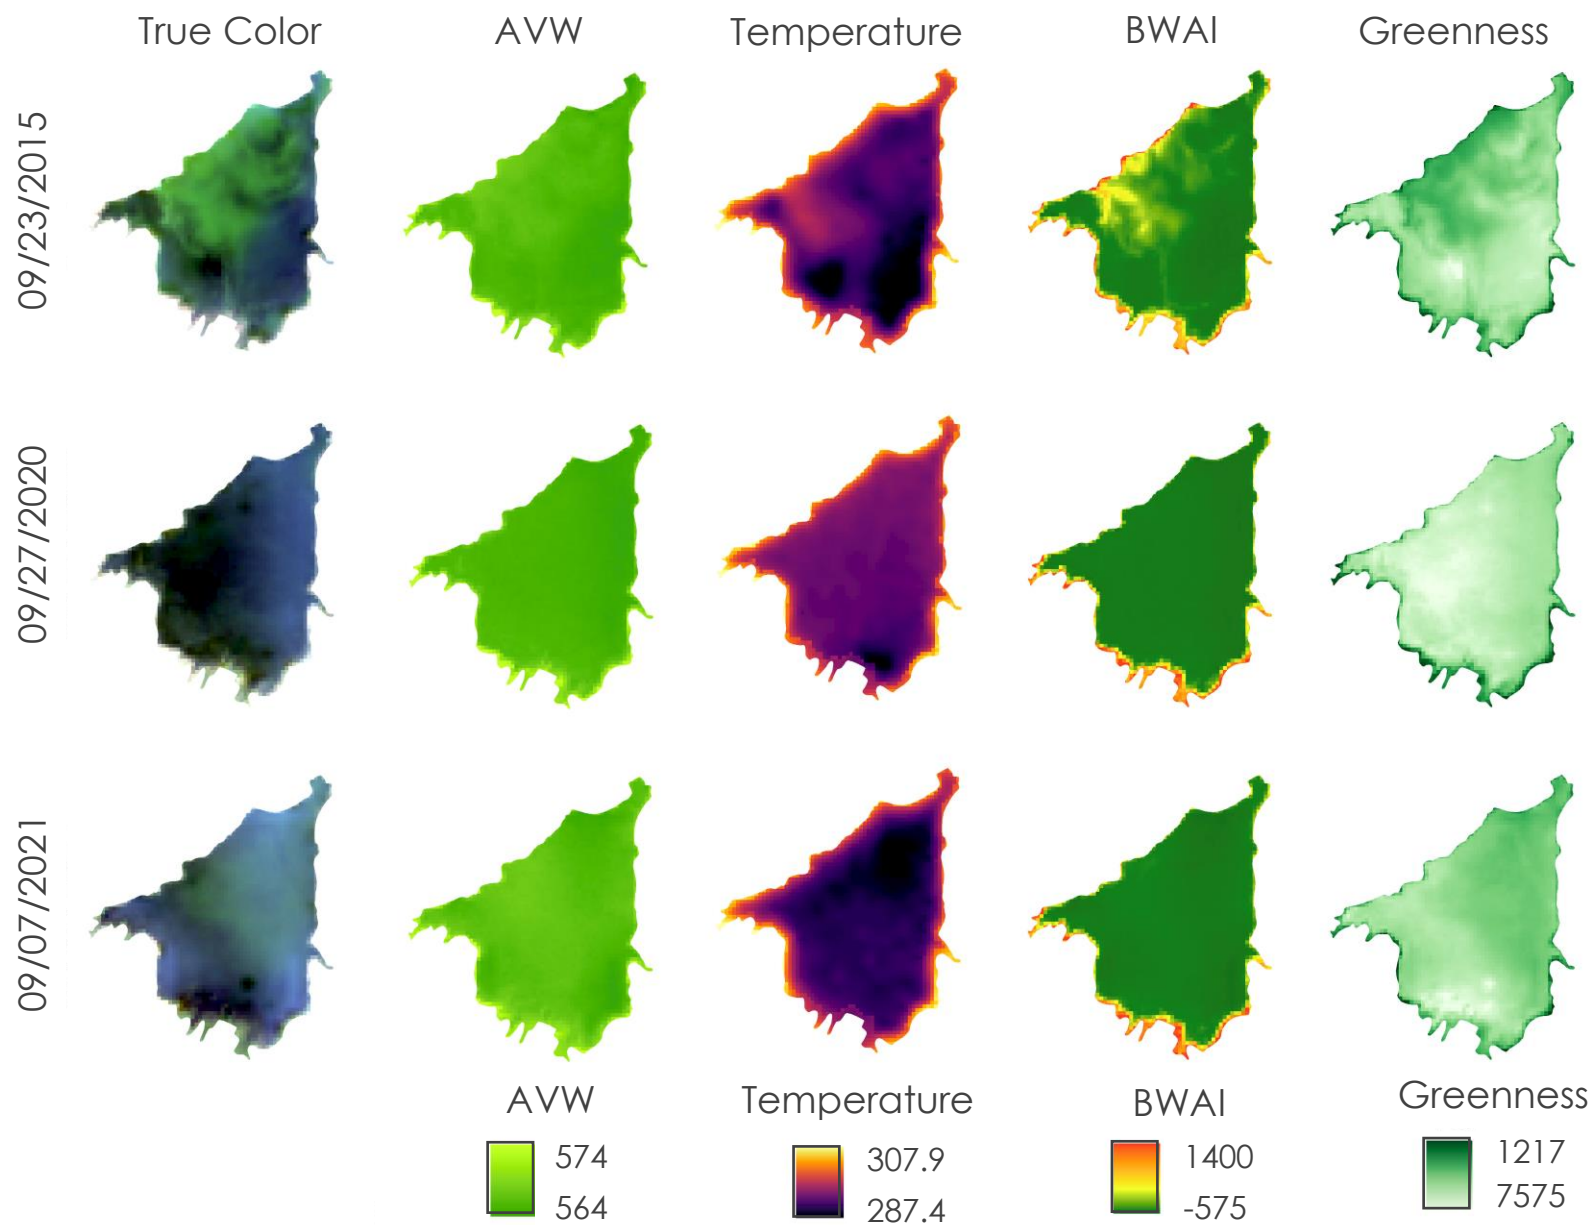 True Color AVW Temperature BWAI Greenness
09/23/2015
09/27/2020
09/07/2021
AVW Temperature BWAI Greenness
574 307.9 1400 1217
564 287.4 -575 7575